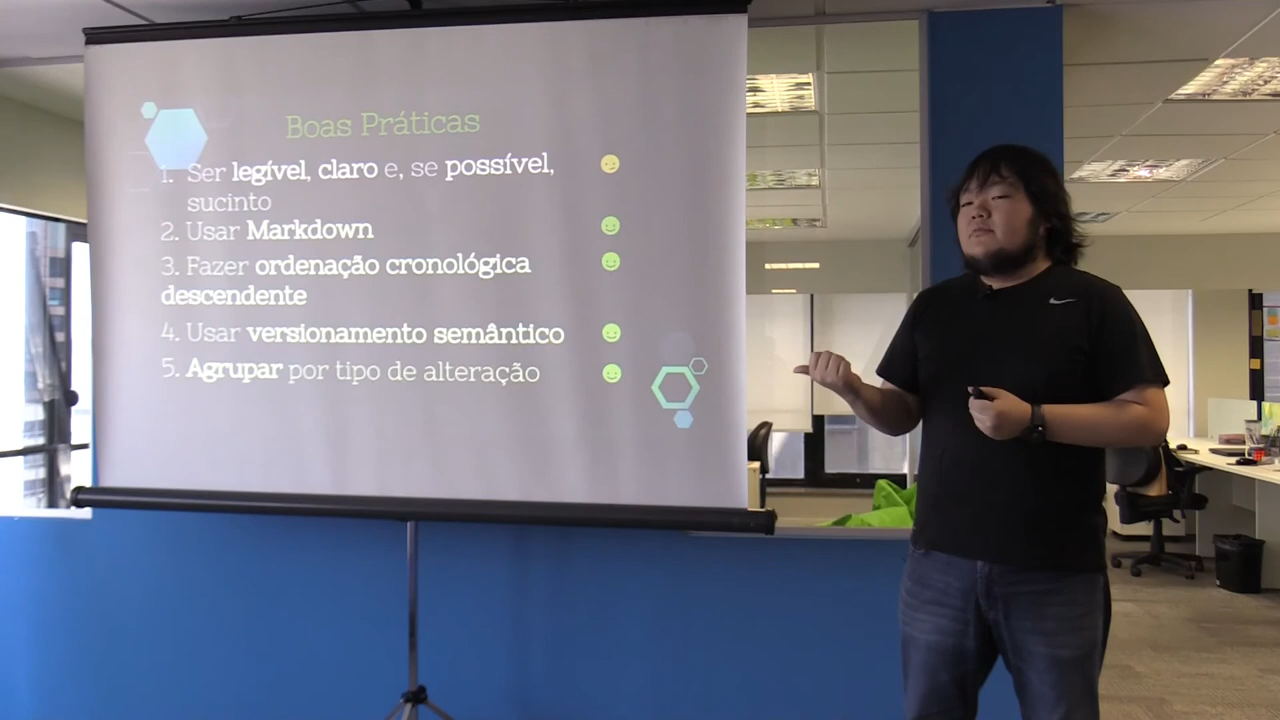 Boas Práticas
1. Ser legível, claro e, se possível,
sucinto
2. Usar Markdown
3. Fazer ordenação cronológica
descendente
4. Usar versionamento semântico
5. Agrupar por tipo de alteração